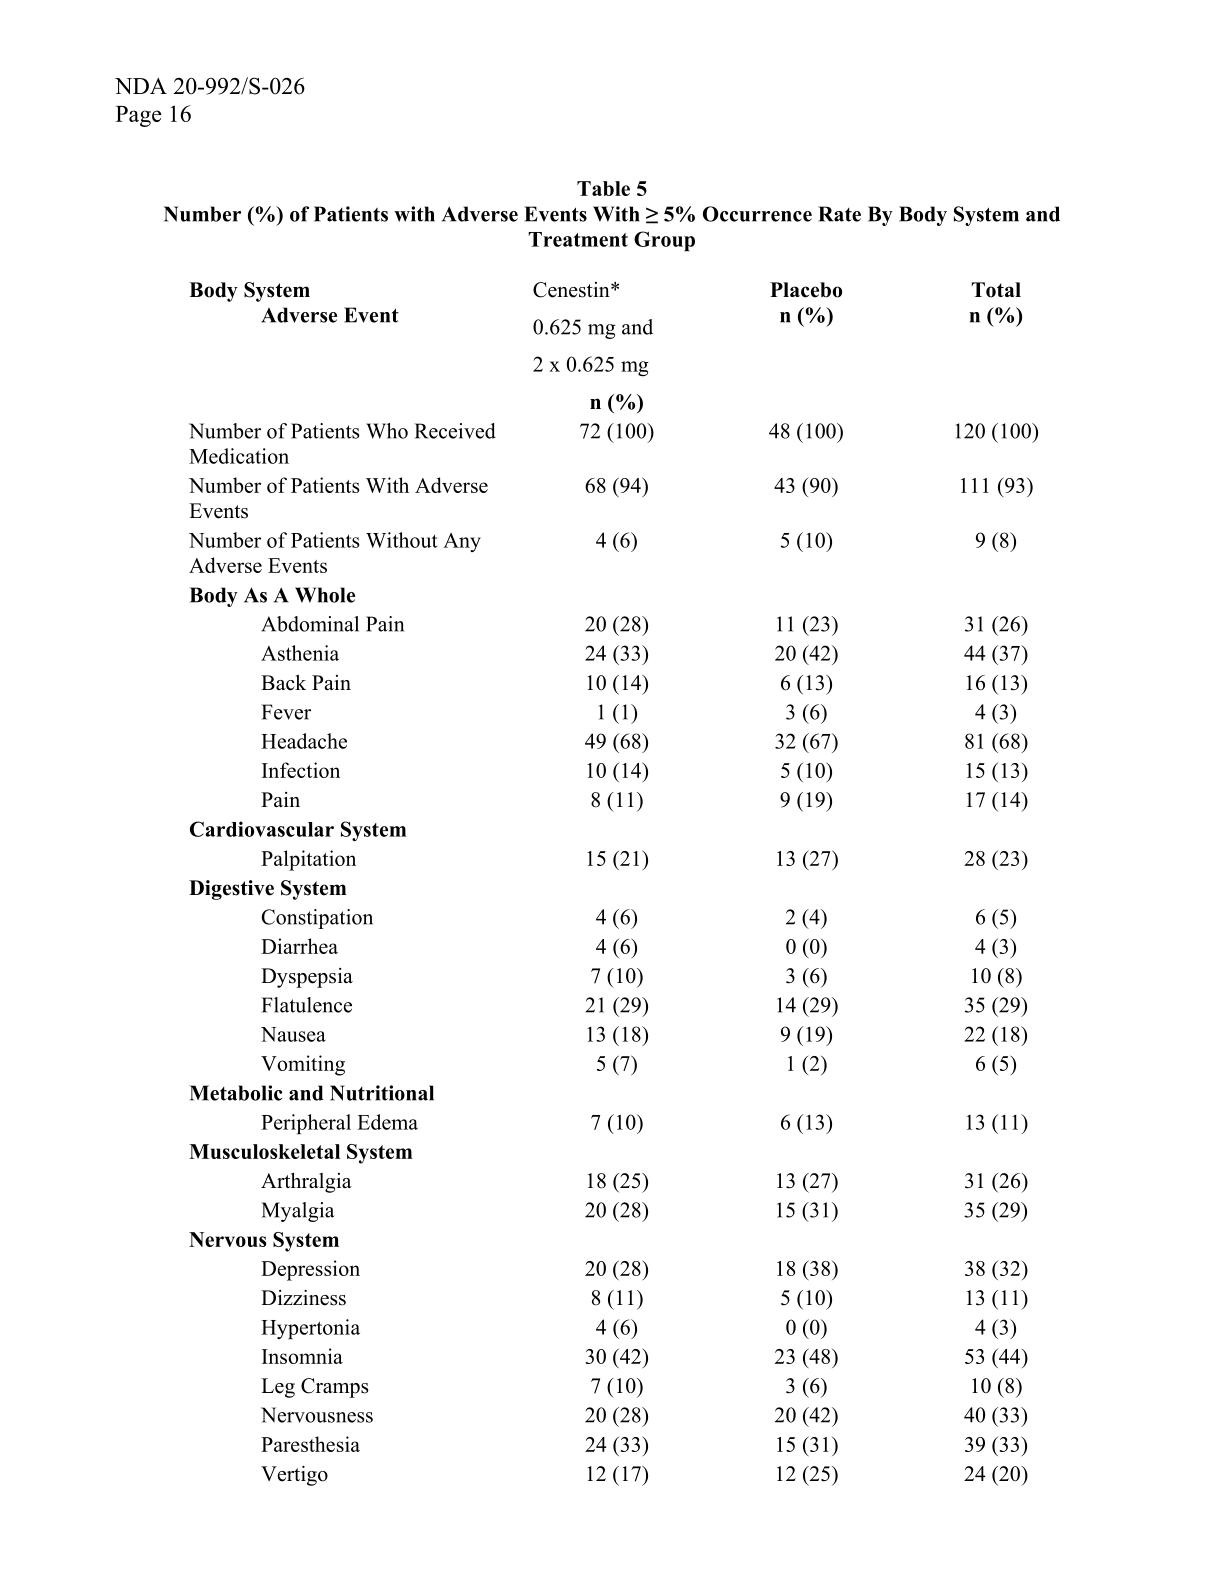 NDA 20-992/S-026
Page 16
Table 5
Number (%) of Patients with Adverse Events With ≥ 5% Occurrence Rate By Body System and
Treatment Group
Body System Cenestin* Placebo Total
Adverse Event n (%) n (%)
0.625 mg and
2 x 0.625 mg
n (%)
Number of Patients Who Received 72 (100) 48 (100) 120 (100)
Medication
Number of Patients With Adverse 68 (94) 43 (90) 111 (93)
Events
Number of Patients Without Any 4 (6) 5 (10) 9 (8)
Adverse Events
Body As A Whole
Abdominal Pain 20 (28) 11 (23) 31 (26)
Asthenia 24 (33) 20 (42) 44 (37)
Back Pain 10 (14) 6 (13) 16 (13)
Fever 1 (1) 3 (6) 4 (3)
Headache 49 (68) 32 (67) 81 (68)
Infection 10 (14) 5 (10) 15 (13)
Pain 8 (11) 9 (19) 17 (14)
Cardiovascular System
Palpitation 15 (21) 13 (27) 28 (23)
Digestive System
Constipation 4 (6) 2 (4) 6 (5)
Diarrhea 4 (6) 0 (0) 4 (3)
Dyspepsia 7 (10) 3 (6) 10 (8)
Flatulence 21 (29) 14 (29) 35 (29)
Nausea 13 (18) 9 (19) 22 (18)
Vomiting 5 (7) 1 (2) 6 (5)
Metabolic and Nutritional
Peripheral Edema 7 (10) 6 (13) 13 (11)
Musculoskeletal System
Arthralgia 18 (25) 13 (27) 31 (26)
Myalgia 20 (28) 15 (31) 35 (29)
Nervous System
Depression 20 (28) 18 (38) 38 (32)
Dizziness 8 (11) 5 (10) 13 (11)
Hypertonia 4 (6) 0 (0) 4 (3)
Insomnia 30 (42) 23 (48) 53 (44)
Leg Cramps 7 (10) 3 (6) 10 (8)
Nervousness 20 (28) 20 (42) 40 (33)
Paresthesia 24 (33) 15 (31) 39 (33)
Vertigo 12 (17) 12 (25) 24 (20)